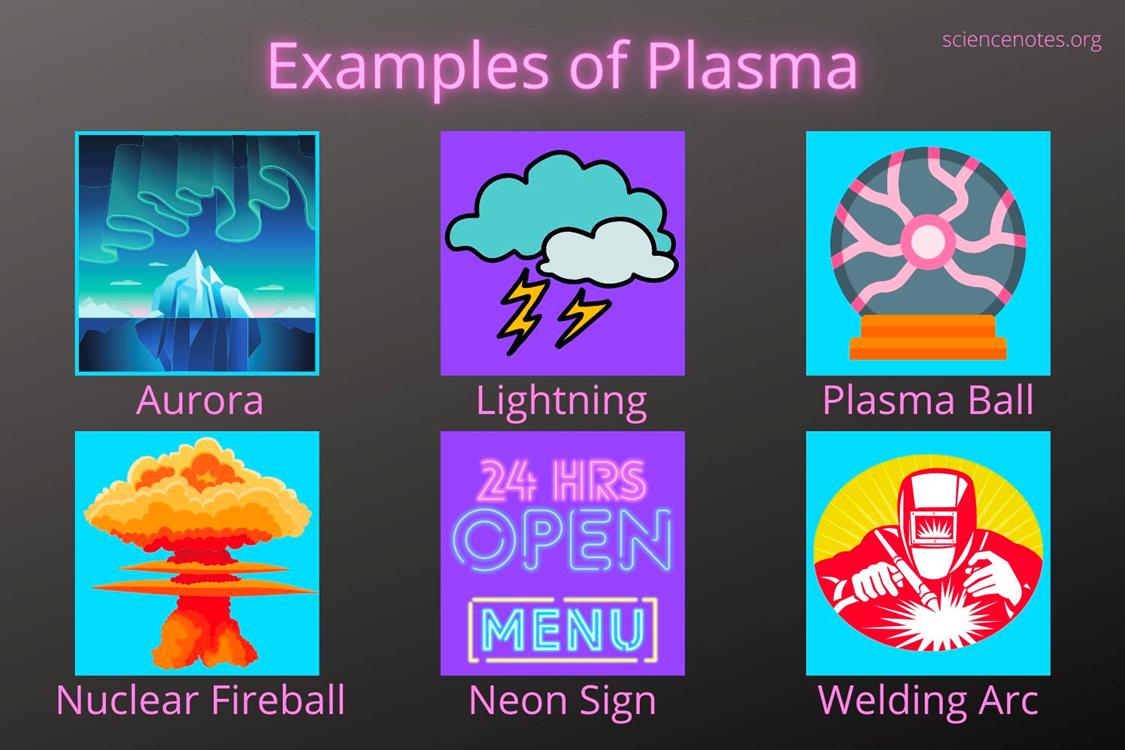 sciencenotes.org
Examples of Plasma
Aurora
Lightning
Plasma Ball
24 HRS
OPEN
MENU
Nuclear Fireball
Neon Sign
Welding Arc